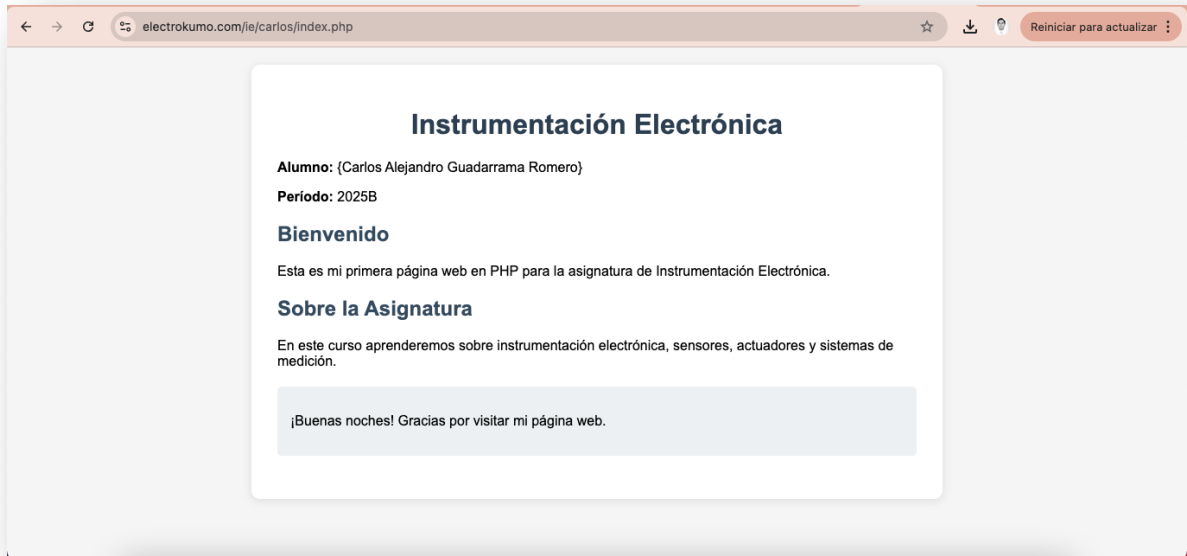 electrokumo.com/ie/carlos/index.php
Reiniciar para actualizar
Instrumentación Electrónica
Alumno: {Carlos Alejandro Guadarrama Romero}
Período: 2025B
Bienvenido
Esta es mi primera página web en PHP para la asignatura de Instrumentación Electrónica.
Sobre la Asignatura
En este curso aprenderemos sobre instrumentación electrónica, sensores, actuadores y sistemas de
medición.
¡Buenas noches! Gracias por visitar mi página web.